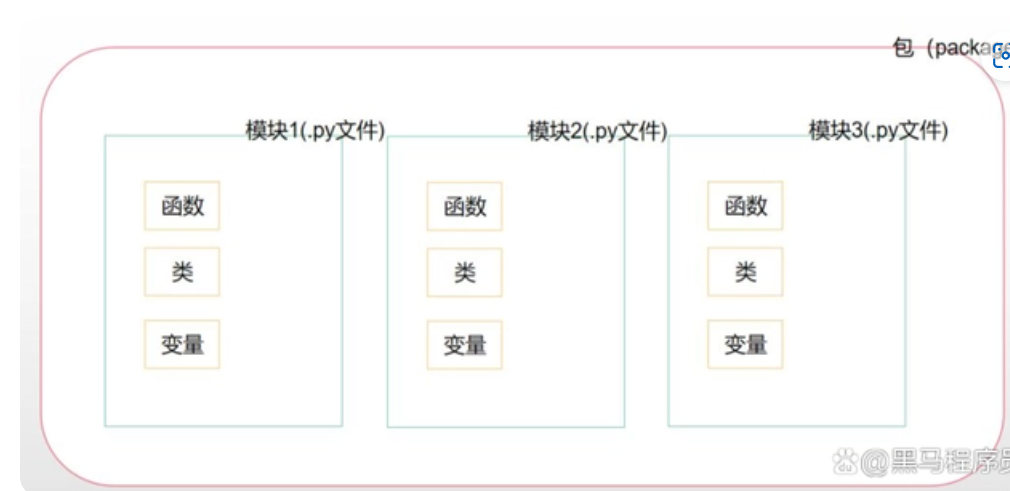 包（package
模块1(.py文件)
模块2(.py文件)
模块3(.py文件)
函数
函数
函数
类
类
类
变量
变量
变量
@黑马程序员